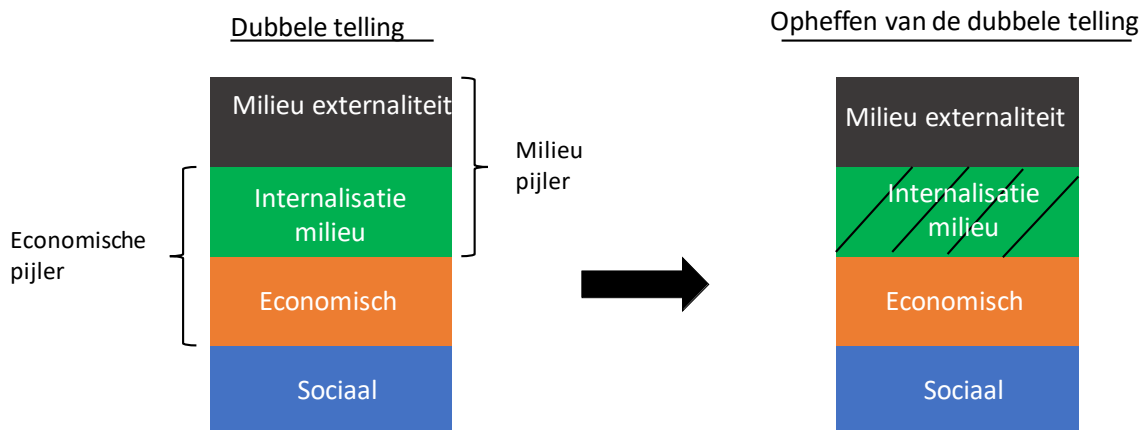 Dubbele telling
Milieu externaliteit
Internalisatie
milieu
Economisch
Sociaal
Economische
pijler
Milieu
pijler
Opheffen van de dubbele telling
Milieu externaliteit
Internalisatie
milieu
Economisch
Sociaal